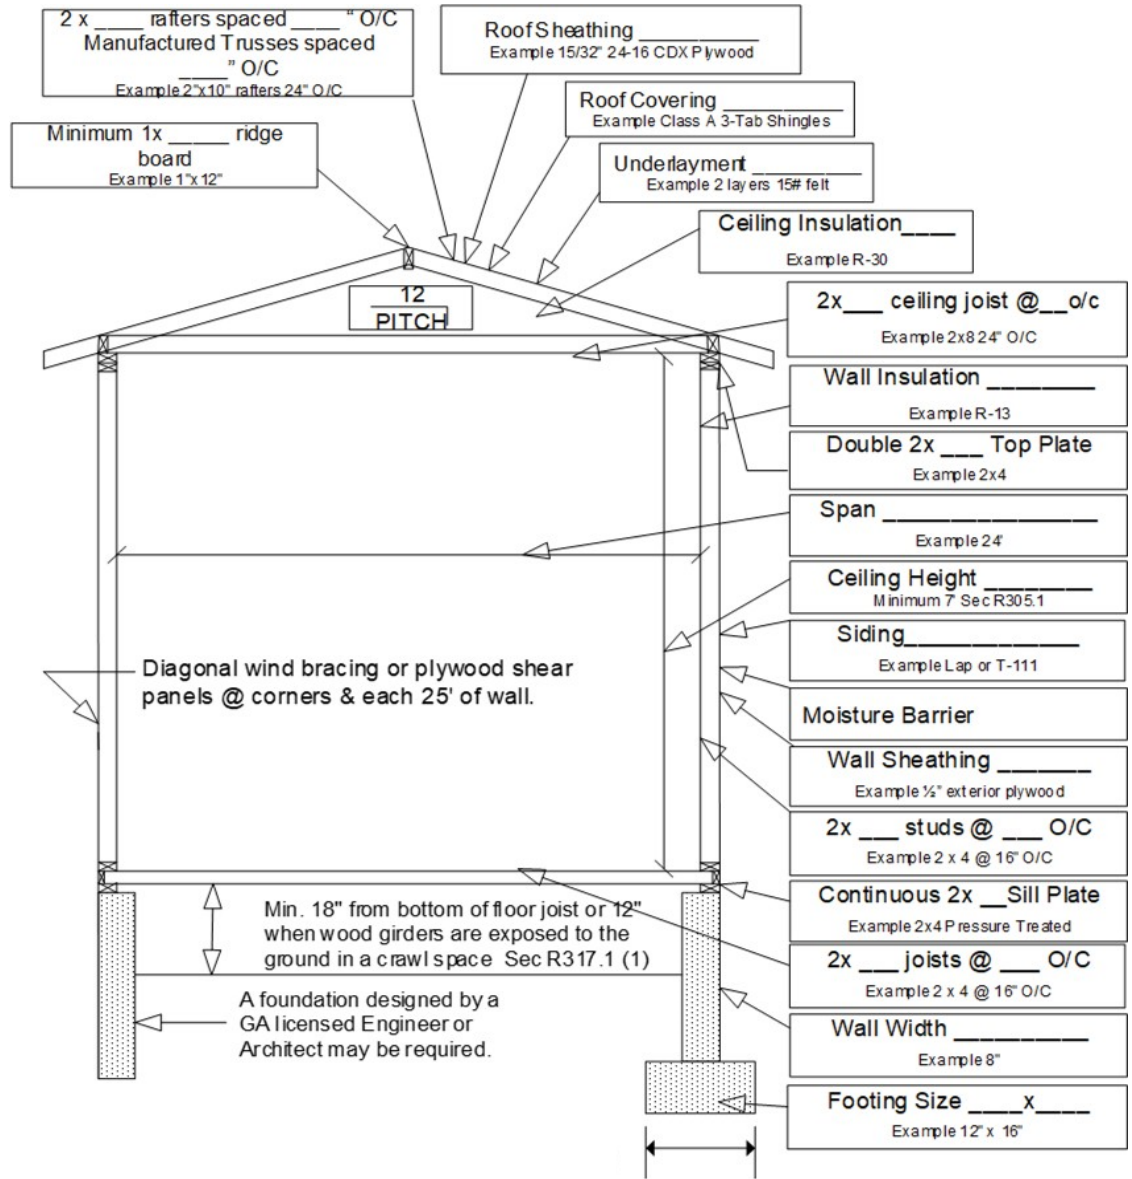 2 x ____ rafters spaced ____ " O/C
Manufactured Trusses spaced
____" O/C
Example 2"x10" rafters 24" O/C
Roof Sheathing __________
Example 15/32" 24-16 CDX Plywood
Roof Covering __________
Example Class A 3-Tab Shingles
Minimum 1x _____ ridge
board
Example 1"x 12"
Underlayment _________
Example 2 layers 15# felt
Ceiling Insulation____
Example R-30
12
PITCH
2x___ ceiling joist @__o/c
Example 2x8 24" O/C
Wall Insulation ________
Example R-13
Double 2x ___ Top Plate
Example 2x4
Span ________________
Example 24'
Ceiling Height ________
Minimum 7' Sec R305.1
Siding_____________
Example Lap or T-111
Diagonal wind bracing or plywood shear
panels @ corners & each 25' of wall.
Moisture Barrier
Wall Sheathing _______
Example ½" exterior plywood
2x ___ studs @ ___ O/C
Example 2 x 4 @ 16" O/C
Continuous 2x __Sill Plate
Example 2x4 Pressure Treated
Min. 18" from bottom of floor joist or 12"
when wood girders are exposed to the
ground in a crawl space Sec R317.1 (1)
2x ___ joists @ ___ O/C
Example 2 x 4 @ 16" O/C
A foundation designed by a
GA licensed Engineer or
Architect may be required.
Wall Width __________
Example 8"
Footing Size ____x____
Example 12" x 16"